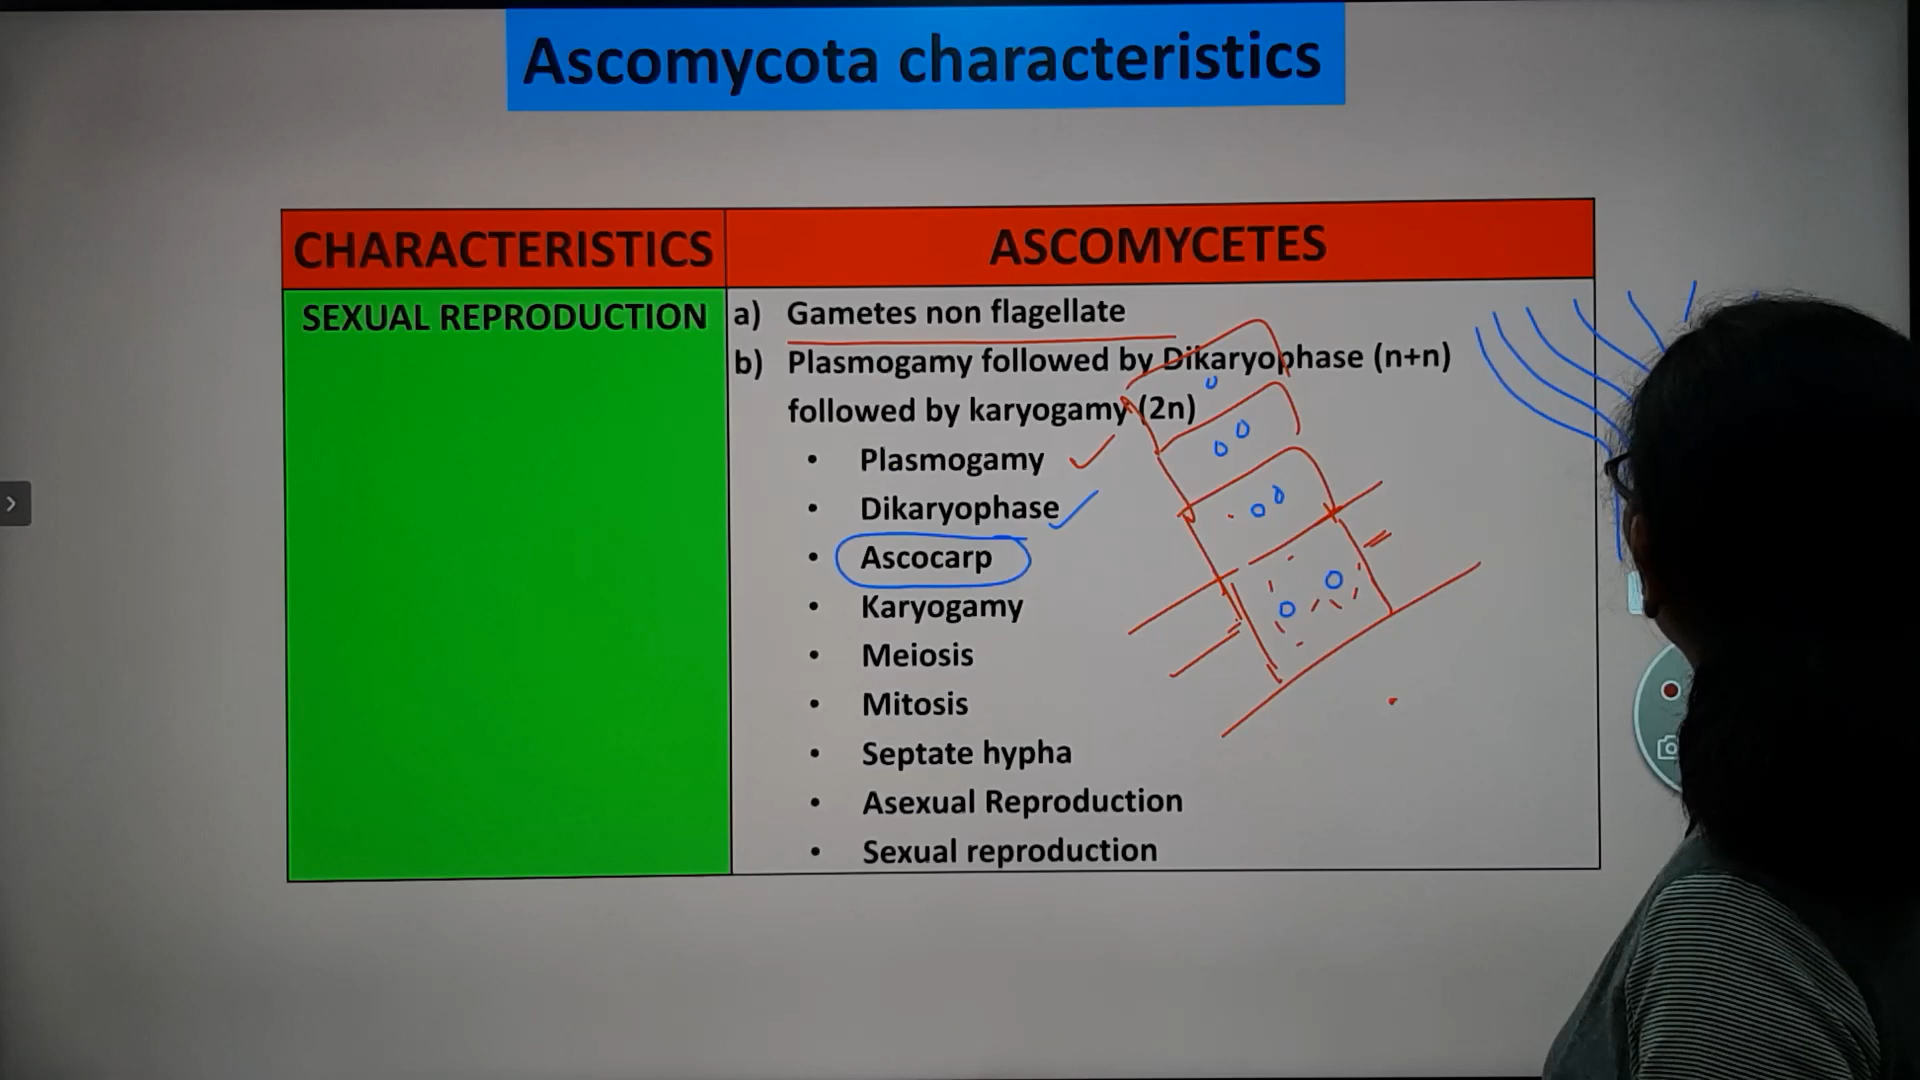 Ascomycota characteristics
CHARACTERISTICS
ASCOMYCETES
SEXUAL REPRODUCTION
a) Gametes non flagellate
b) Plasmogamy followed by Dikaryophase (n+n)
followed by karyogamy (2n)
• Plasmogamy
• Dikaryophase
• Ascocarp
• Karyogamy
• Meiosis
• Mitosis
• Septate hypha
• Asexual Reproduction
• Sexual reproduction